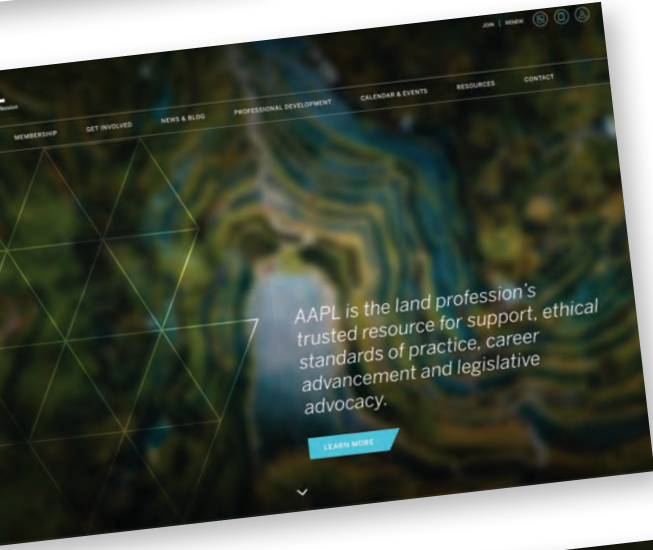 JOIN | RENEW
MEMBERSHIP GET INVOLVED NEWS & BLOG PROFESSIONAL DEVELOPMENT CALENDAR & EVENTS RESOURCES CONTACT
AAPL is the land profession's
trusted resource for support, ethical
standards of practice, career
advancement and legislative
advocacy.
LEARN MORE